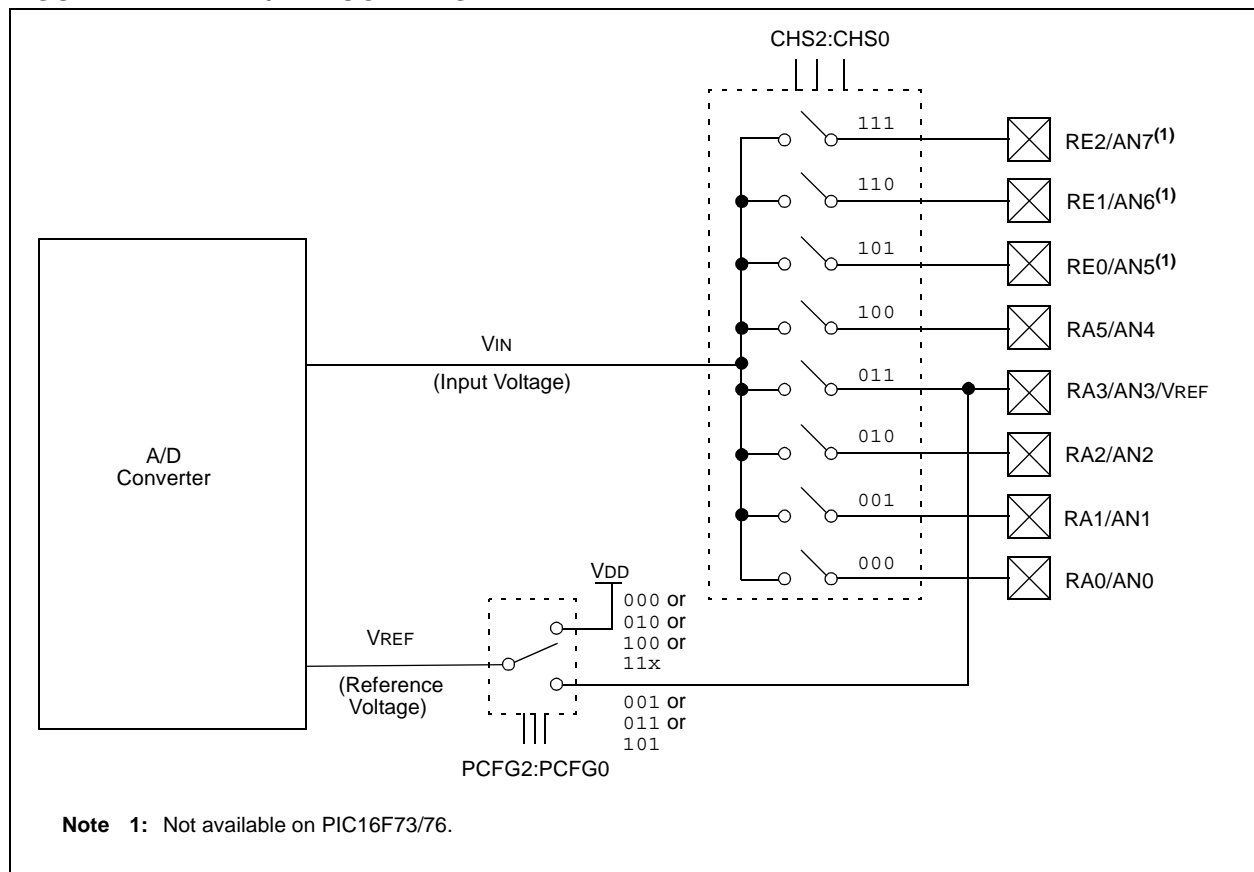 CHS2:CHS0
111
RE2/AN7(1)
110
RE1/AN6(1)
101
RE0/AN5(1)
100
RA5/AN4
VIN
(Input Voltage)
011
RA3/AN3/VREF
A/D
Converter
010
RA2/AN2
001
RA1/AN1
000
RA0/AN0
VDD
000 or
010 or
100 or
11x
VREF
(Reference
Voltage)
001 or
011 or
101
PCFG2:PCFG0
Note 1: Not available on PIC16F73/76.